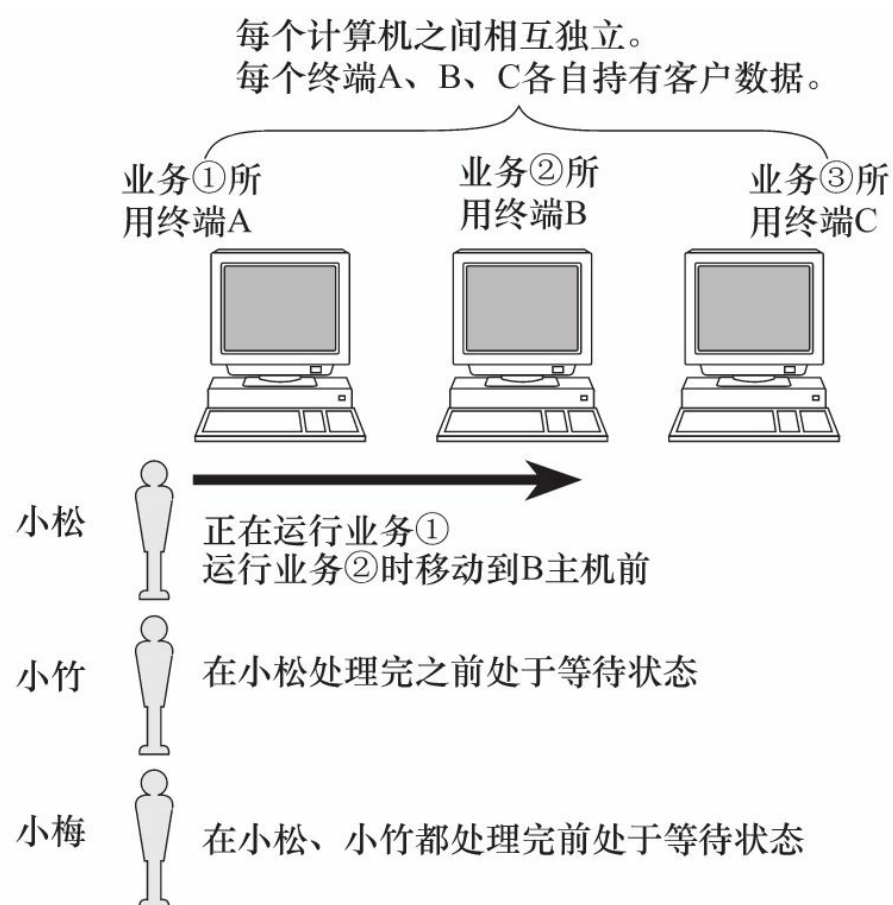 每个计算机之间相互独立。
每个终端A、B、C各自持有客户数据。
业务①所
用终端A
业务②所
用终端B
业务③所
用终端C
小松
正在运行业务①
运行业务②时移动到B主机前
小竹
在小松处理完之前处于等待状态
小梅
在小松、小竹都处理完前处于等待状态